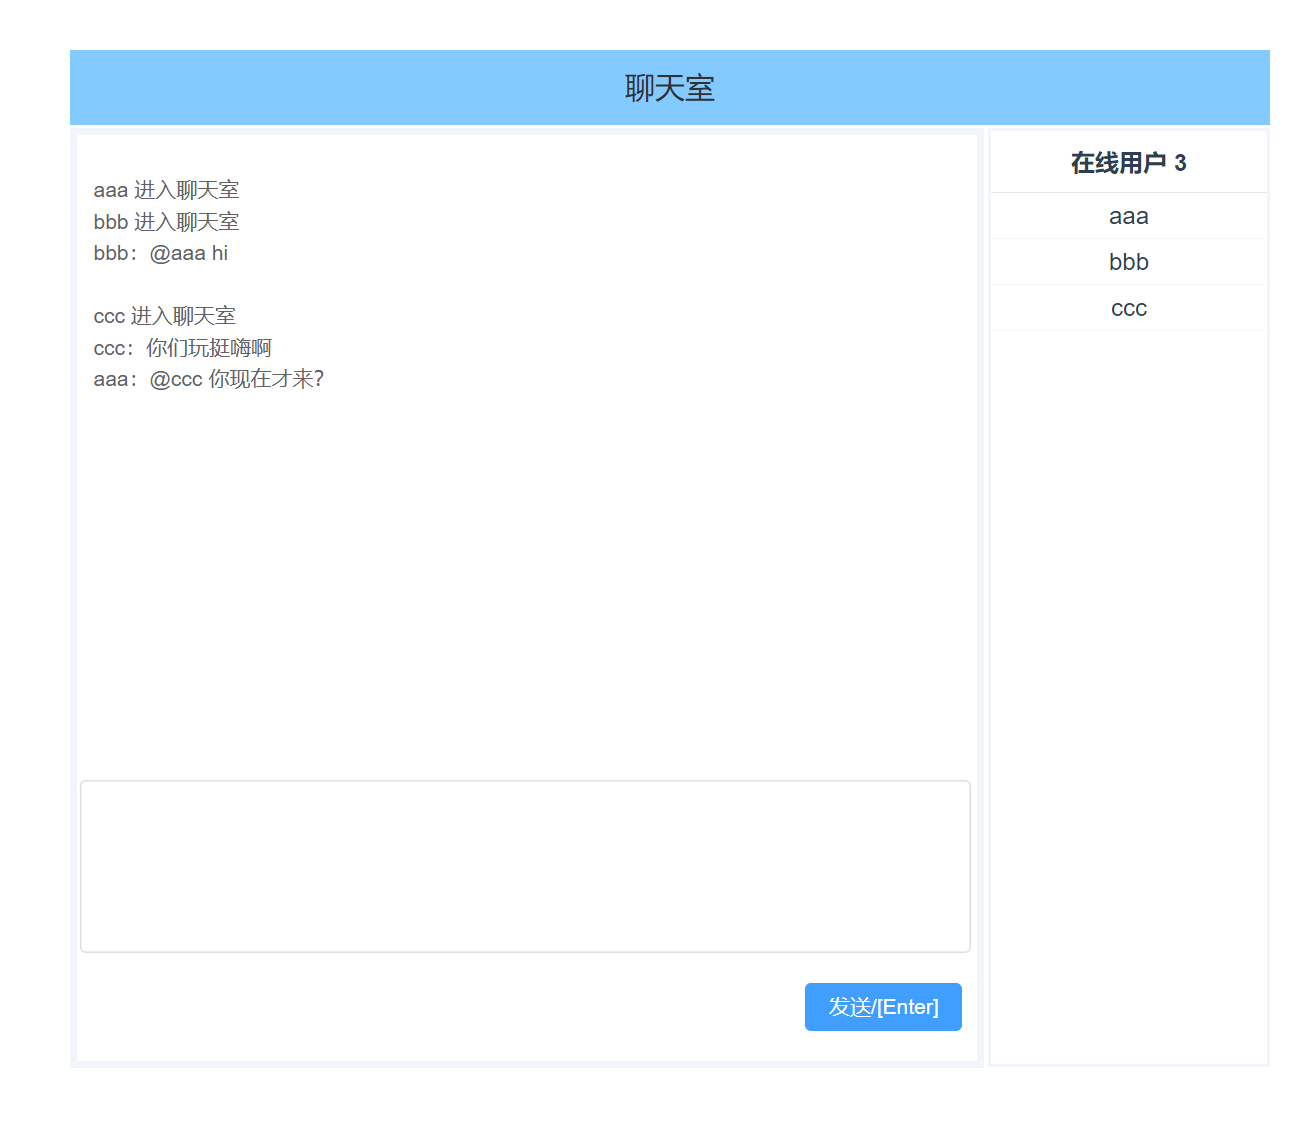 聊天室
aaa 进入聊天室
bbb 进入聊天室
bbb：@aaa hi
ccc 进入聊天室
ccc：你们玩挺嗨啊
aaa：@ccc 你现在才来？
发送/[Enter]
在线用户 3
aaa
bbb
ccc